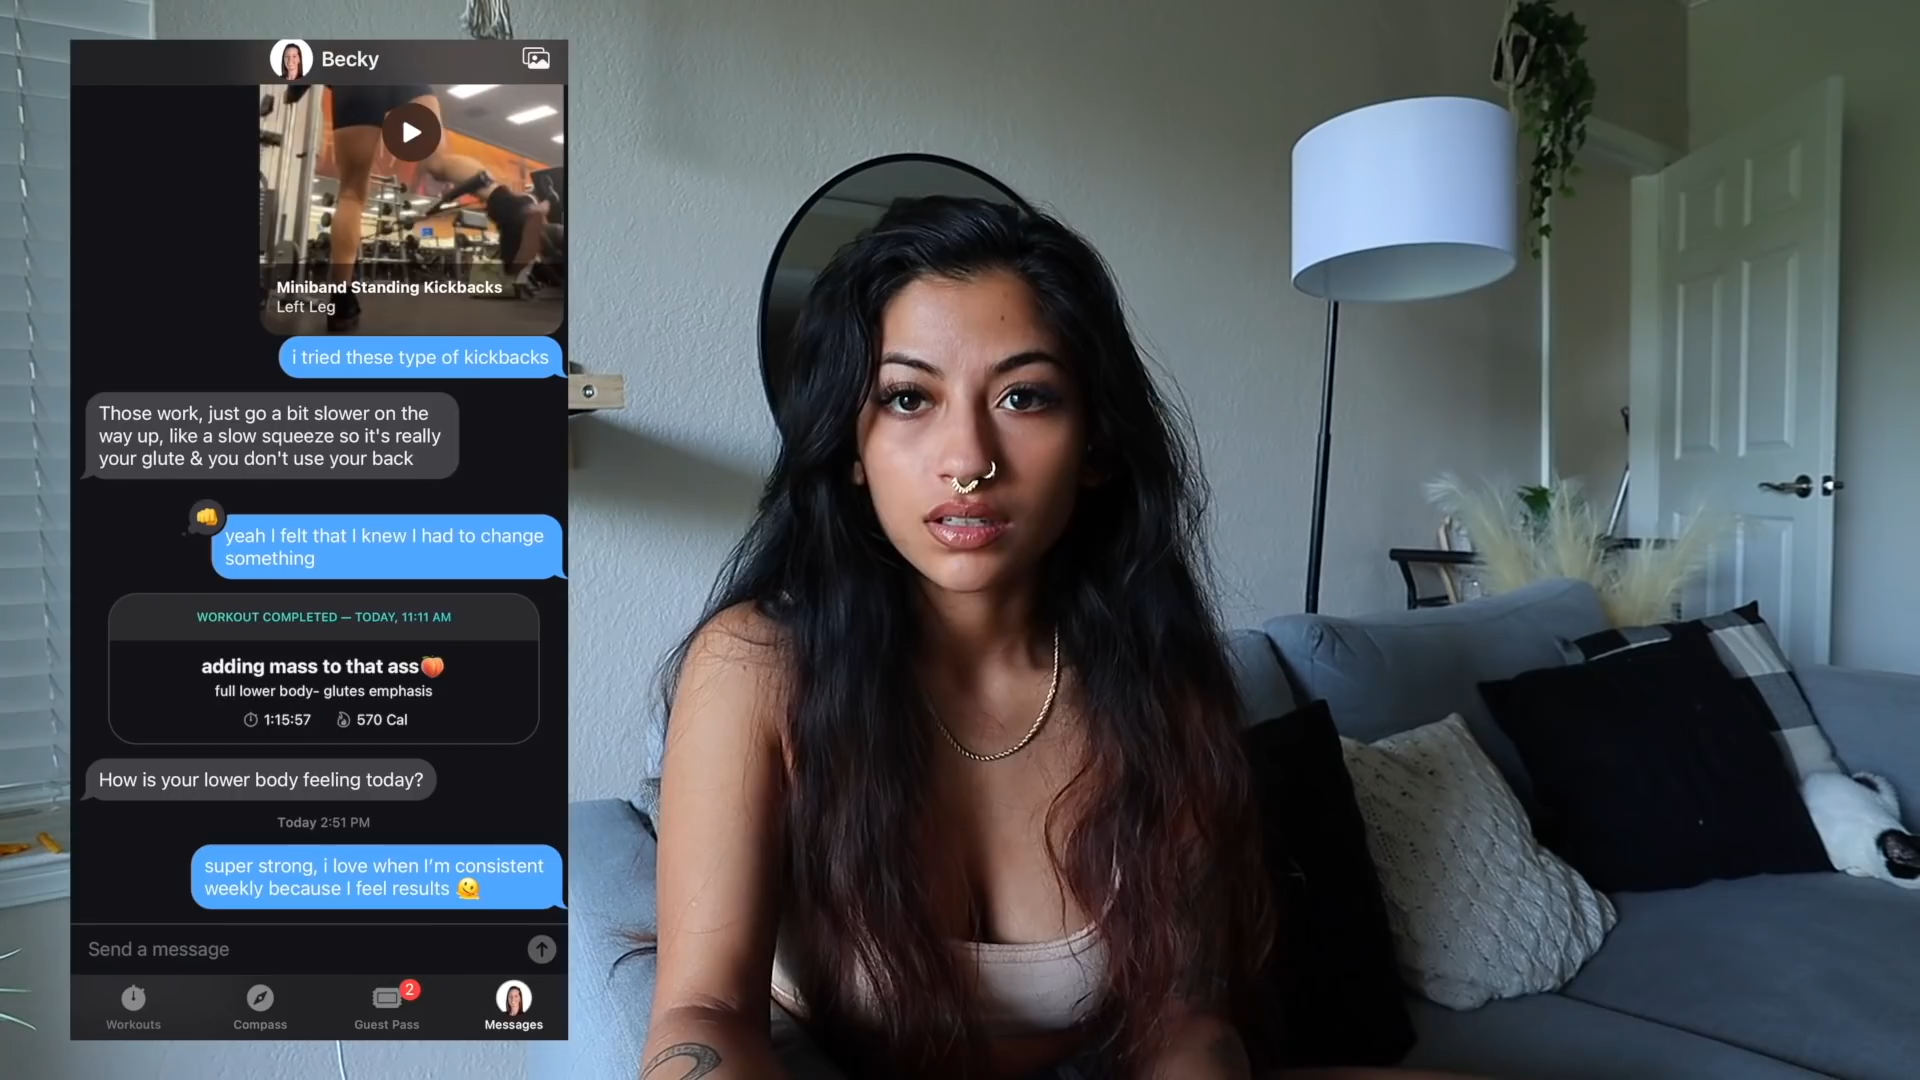 Becky
Miniband Standing Kickbacks
Left Leg
i tried these type of kickbacks
Those work, just go a bit slower on the
way up, like a slow squeeze so it's really
your glute & you don't use your back
👊
yeah I felt that I knew I had to change
something
WORKOUT COMPLETED — TODAY, 11:11 AM
adding mass to that ass🍑
full lower body- glutes emphasis
1:15:57 570 Cal
How is your lower body feeling today?
Today 2:51 PM
super strong, i love when I’m consistent
weekly because I feel results 🫠
Send a message
2
Workouts Compass Guest Pass Messages